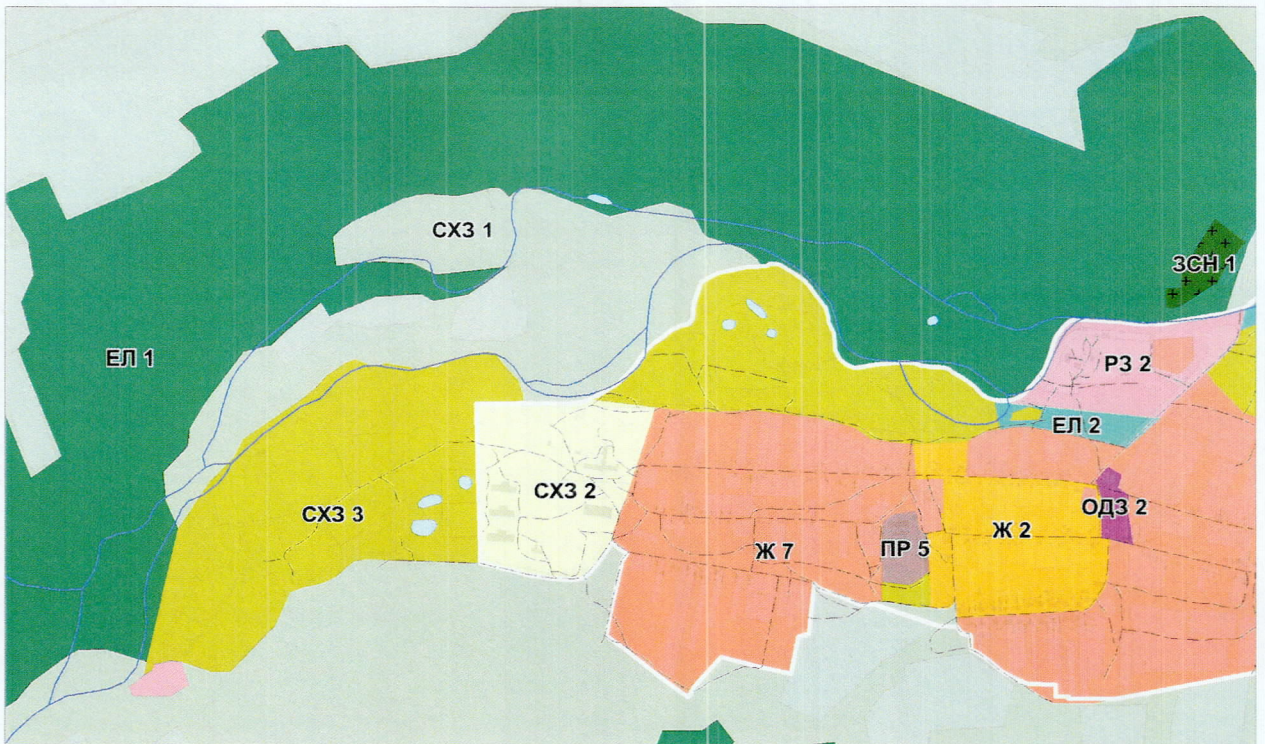 СХЗ 1
ЗСН 1
ЕЛ 1
РЗ 2
ЕЛ 2
СХЗ 2
СХЗ 3
ОДЗ 2
Ж 2
Ж 7
ПР 5